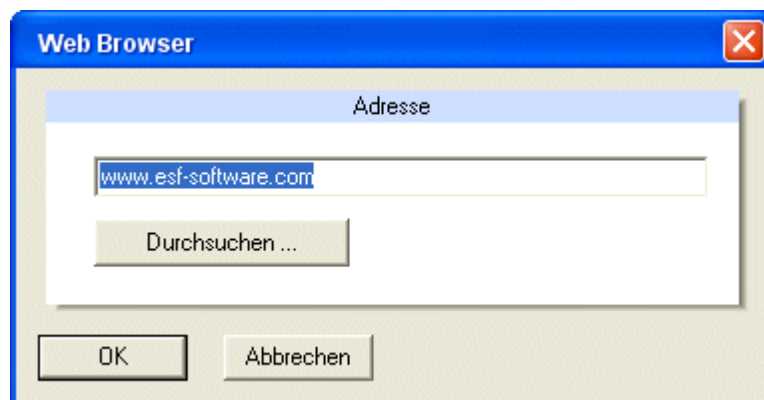 Web Browser
Adresse
www.esf-software.com
Durchsuchen ...
OK Abbrechen